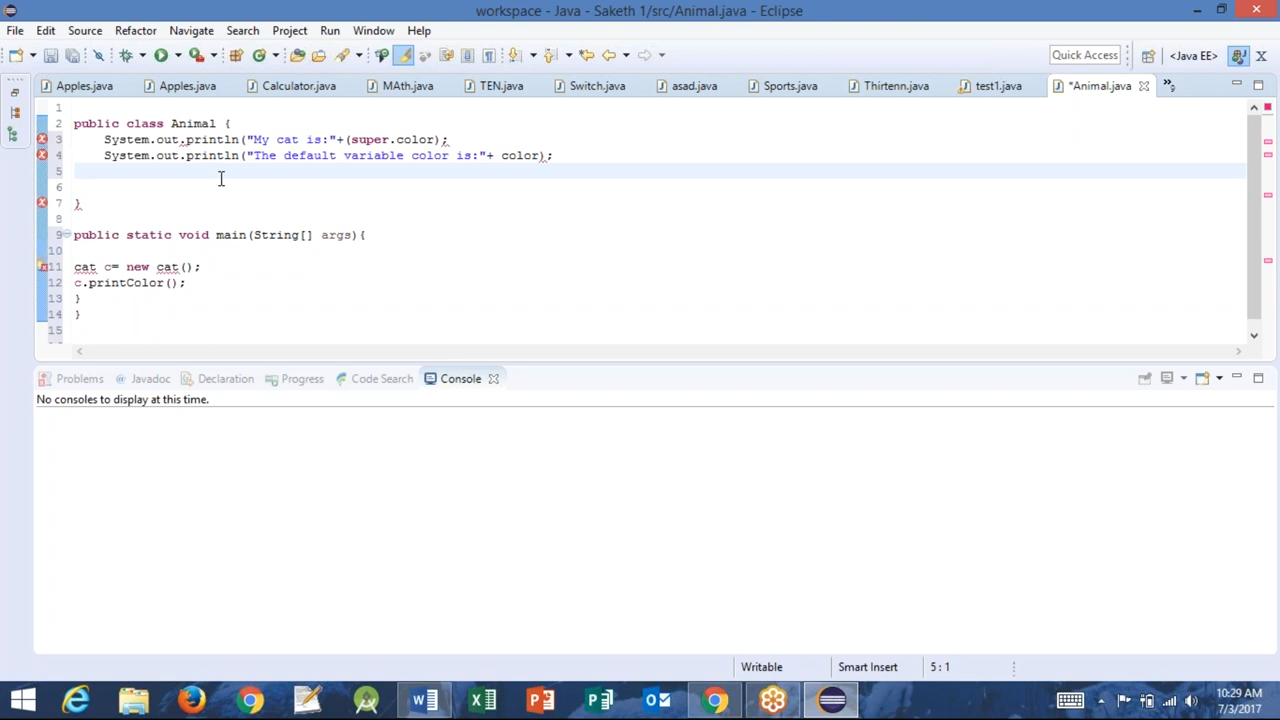 workspace - Java - Saketh 1/src/Animal.java - Eclipse
File Edit Source Refactor Navigate Search Project Run Window Help
Quick Access <Java EE>
Apples.java Apples.java Calculator.java MAth.java TEN.java Switch.java asad.java Sports.java Thirtenn.java test1.java *Animal.java
1
2 public class Animal {
3 System.out.println("My cat is:"+(super.color);
4 System.out.println("The default variable color is:"+ color);
5
6
7 }
8
9 public static void main(String[] args){
10
11 cat c= new cat();
12 c.printColor();
13 }
14 }
15
Problems Javadoc Declaration Progress Code Search Console
No consoles to display at this time.
Writable Smart Insert 5 : 1
10:29 AM
7/3/2017